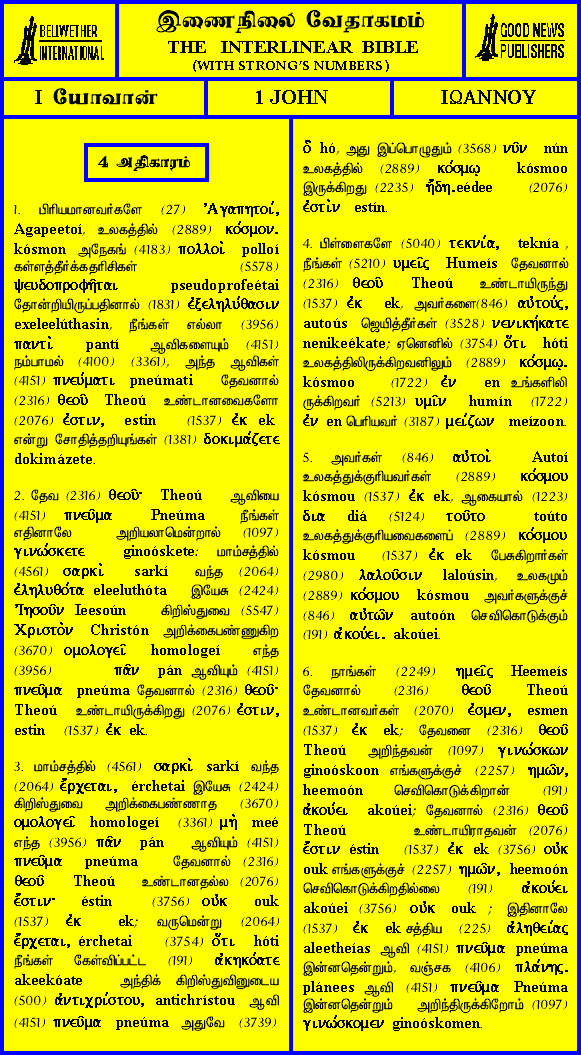 BELLWETHER
INTERNATIONAL
இணைநிலை வேதாகமம்
THE INTERLINEAR BIBLE
(WITH STRONG'S NUMBERS)
GOOD NEWS
PUBLISHERS
I யோவான்
1 JOHN
ΙΩΑΝΝΟΥ
4 அதிகாரம்
1. பிரியமானவர்களே (27) Ἀγαπητοί,
Agapeetoí, உலகத்தில் (2889) κόσμον.
kósmon அநேகங் (4183) πολλοὶ polloí
கள்ளத்தீர்க்கதரிசிகள் (5578)
ψευδοπροφῆται pseudoprofeétai
தோன்றியிருப்பதினால் (1831) ἐξεληλύθασιν
exeleelúthasin, நீங்கள் எல்லா (3956)
παντὶ pantí ஆவிகளையும் (4151)
நம்பாமல் (4100) (3361), அந்த ஆவிகள்
(4151) πνεύματι pneúmati தேவனால்
(2316) θεοῦ Theoú உண்டானவைகளோ
(2076) ἐστιν, estin (1537) ἐκ ek
என்று சோதித்தறியுங்கள் (1381) δοκιμάζετε
dokimázete.
2. தேவ (2316) θεοῦ· Theoú ஆவியை
(4151) πνεῦμα Pneúma நீங்கள்
எதினாலே அறியலாமென்றால் (1097)
γινώσκετε ginoóskete: மாம்சத்தில்
(4561) σαρκὶ sarkí வந்த (2064)
ἐληλυθότα eleeluthóta இயேசு (2424)
Ἰησοῦν Ieesoún கிறிஸ்துவை (5547)
Χριστὸν Christón அறிக்கைபண்ணுகிற
(3670) ομολογεῖ homologeí எந்த
(3956) πᾶν pán ஆவியும் (4151)
πνεῦμα pneúma தேவனால் (2316) θεοῦ·
Theoú உண்டாயிருக்கிறது (2076) ἐστιν,
estin (1537) ἐκ ek.
3. மாம்சத்தில் (4561) σαρκὶ sarkí வந்த
(2064) ἔρχεται, érchetai இயேசு (2424)
கிறிஸ்துவை அறிக்கைபண்ணாத (3670)
ομολογεῖ homologeí (3361) μὴ meé
எந்த (3956) πᾶν pán ஆவியும் (4151)
πνεῦμα pneúma தேவனால் (2316)
θεοῦ Theoú உண்டானதல்ல (2076)
ἔστιν· éstin (3756) οὐκ ouk
(1537) ἐκ ek; வருமென்று (2064)
ἔρχεται, érchetai (3754) ὅτι hóti
நீங்கள் கேள்விப்பட்ட (191) ἀκηκόατε
akeekóate அந்திக் கிறிஸ்துவினுடைய
(500) ἀντιχρίστου, antichrístou ஆவி
(4151) πνεῦμα pneúma அதுவே (3739)
ὃ hó, அது இப்பொழுதும் (3568) νῦν nún
உலகத்தில் (2889) κόσμῳ kósmoo
இருக்கிறது (2235) ἤδη.eédee (2076)
ἐστὶν estín.
4. பிள்ளைகளே (5040) τεκνία, teknía ,
நீங்கள் (5210) υμεῖς Humeís தேவனால்
(2316) θεοῦ Theoú உண்டாயிருந்து
(1537) ἐκ ek, அவர்களை(846) αὐτούς,
autoús ஜெயித்தீர்கள் (3528) νενικήκατε
nenikeékate; ஏனெனில் (3754) ὅτι hóti
உலகத்திலிருக்கிறவனிலும் (2889) κόσμῳ.
kósmoo (1722) ἐν en உங்களிலி
ருக்கிறவர் (5213) υμῖν humín (1722)
ἐν en பெரியவர் (3187) μείζων meízoon.
5. அவர்கள் (846) αὐτοὶ Autoí
உலகத்துக்குரியவர்கள் (2889) κόσμου
kósmou (1537) ἐκ ek, ஆகையால் (1223)
δια diá (5124) τοῦτο toúto
உலகத்துக்குரியவைகளைப் (2889) κόσμου
kósmou (1537) ἐκ ek பேசுகிறார்கள்
(2980) λαλοῦσιν laloúsin, உலகமும்
(2889) κόσμου kósmou அவர்களுக்குச்
(846) αὐτῶν autoón செவிகொடுக்கும்
(191) ἀκούει. akoúei.
6. நாங்கள் (2249) ημεῖς Heemeís
தேவனால் (2316) θεοῦ Theoú
உண்டானவர்கள் (2070) ἐσμεν, esmen
(1537) ἐκ ek; தேவனை (2316) θεοῦ
Theoú அறிந்தவன் (1097) γινώσκων
ginoóskoon எங்களுக்குச் (2257) ημῶν,
heemoón செவிகொடுக்கிறான் (191)
ἀκούει akoúei; தேவனால் (2316) θεοῦ
Theoú உண்டாயிராதவன் (2076)
ἔστιν éstin (1537) ἐκ ek (3756) οὐκ
ouk எங்களுக்குச் (2257) ημῶν, heemoón
செவிகொடுக்கிறதில்லை (191) ἀκούει
akoúei (3756) οὐκ ouk ; இதினாலே
(1537) ἐκ ek சத்திய (225) ἀληθείας
aleetheías ஆவி (4151) πνεῦμα pneúma
இன்னதென்றும், வஞ்சக (4106) πλάνης.
plánees ஆவி (4151) πνεῦμα Pneúma
இன்னதென்றும் அறிந்திருக்கிறோம் (1097)
γινώσκομεν ginoóskomen.